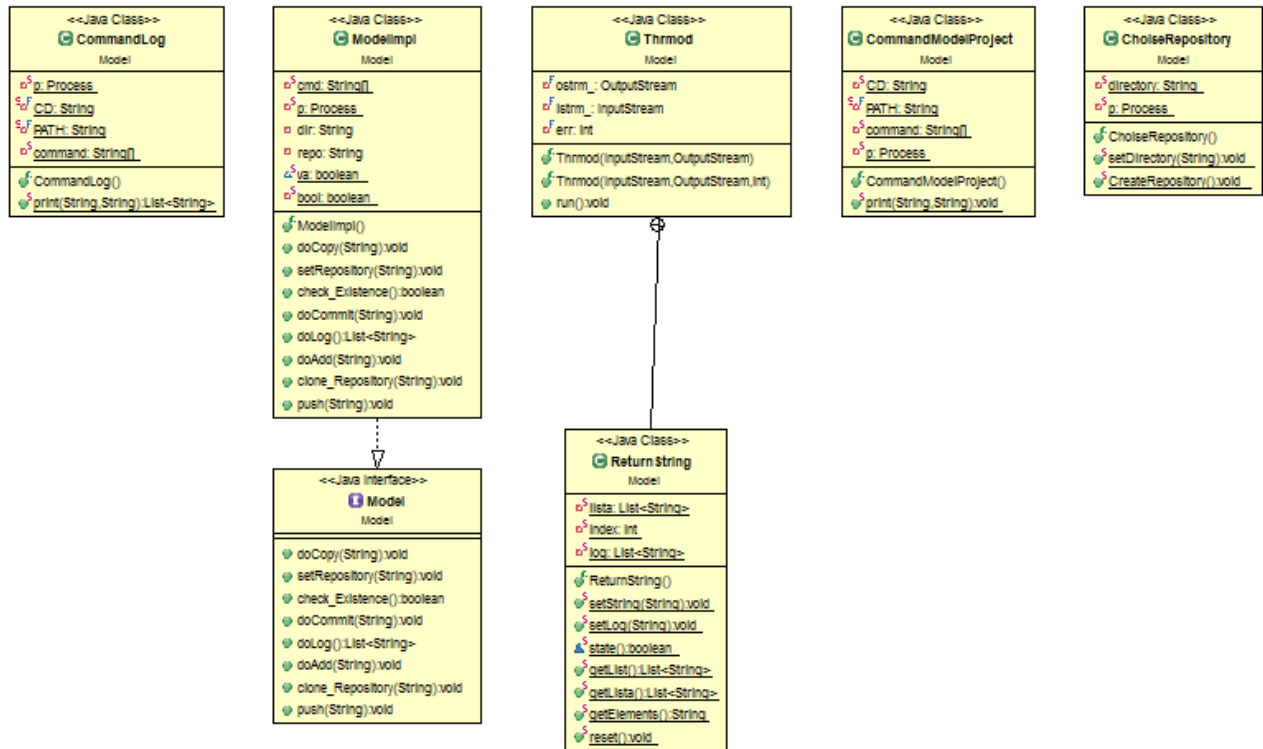 <<Java Class>>
CommandLog
Model
p: Process
CD: String
PATH: String
command: String[]
CommandLog()
print(String,String):List<String>
<<Java Class>>
ModelImpl
Model
cmd: String[]
p: Process
dir: String
repo: String
va: boolean
bool: boolean
ModelImpl()
doCopy(String):void
setRepository(String):void
check_Existence():boolean
doCommit(String):void
doLog():List<String>
doAdd(String):void
clone_Repository(String):void
push(String):void
<<Java Interface>>
Model
Model
doCopy(String):void
setRepository(String):void
check_Existence():boolean
doCommit(String):void
doLog():List<String>
doAdd(String):void
clone_Repository(String):void
push(String):void
<<Java Class>>
Thrmod
Model
ostrm_: OutputStream
istrm_: InputStream
err: int
Thrmod(InputStream,OutputStream)
Thrmod(InputStream,OutputStream,int)
run():void
<<Java Class>>
ReturnString
Model
lista: List<String>
index: int
log: List<String>
ReturnString()
setString(String):void
setLog(String):void
state():boolean
getList():List<String>
getLista():List<String>
getElements():String
reset():void
<<Java Class>>
CommandModelProject
Model
CD: String
PATH: String
command: String[]
p: Process
CommandModelProject()
print(String,String):void
<<Java Class>>
ChoiseRepository
Model
directory: String
p: Process
ChoiseRepository()
setDirectory(String):void
CreateRepository():void